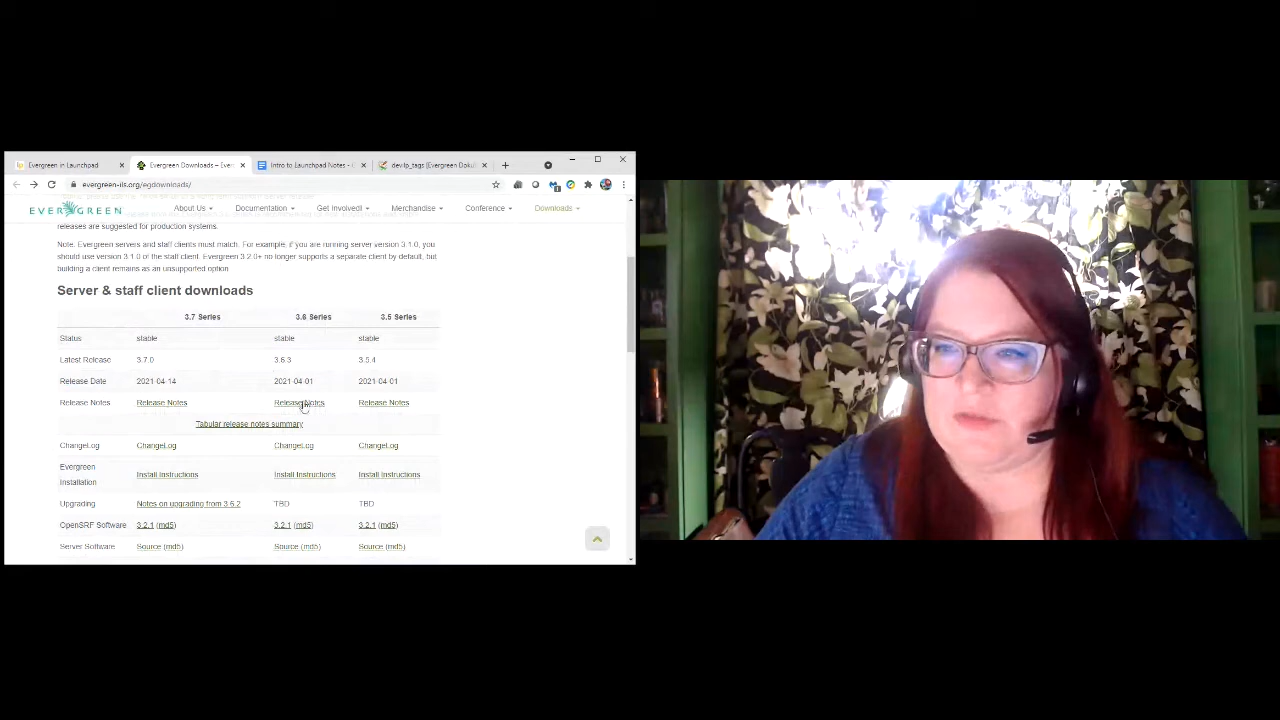 Evergreen in Launchpad
Evergreen Downloads – Ever
Intro to Launchpad Notes -
devilp_tags [Evergreen DokuW
evergreen-ils.org/egdownloads/
EVERGREEN
About Us
Documentation
Get Involved!
Merchandise
Conference
Downloads
releases are suggested for production systems.
Note. Evergreen servers and staff clients must match. For example, if you are running server version 3.1.0, you
should use version 3.1.0 of the staff client. Evergreen 3.2.0+ no longer supports a separate client by default, but
building a client remains as an unsupported option
Server & staff client downloads
3.7 Series 3.6 Series 3.5 Series
Status stable stable stable
Latest Release 3.7.0 3.6.3 3.5.4
Release Date 2021-04-14 2021-04-01 2021-04-01
Release Notes Release Notes Release Notes Release Notes
Tabular release notes summary
ChangeLog ChangeLog ChangeLog ChangeLog
Evergreen
Installation Install Instructions Install Instructions Install Instructions
Upgrading Notes on upgrading from 3.6.2 TBD TBD
OpenSRF Software 3.2.1 (md5) 3.2.1 (md5) 3.2.1 (md5)
Server Software Source (md5) Source (md5) Source (md5)